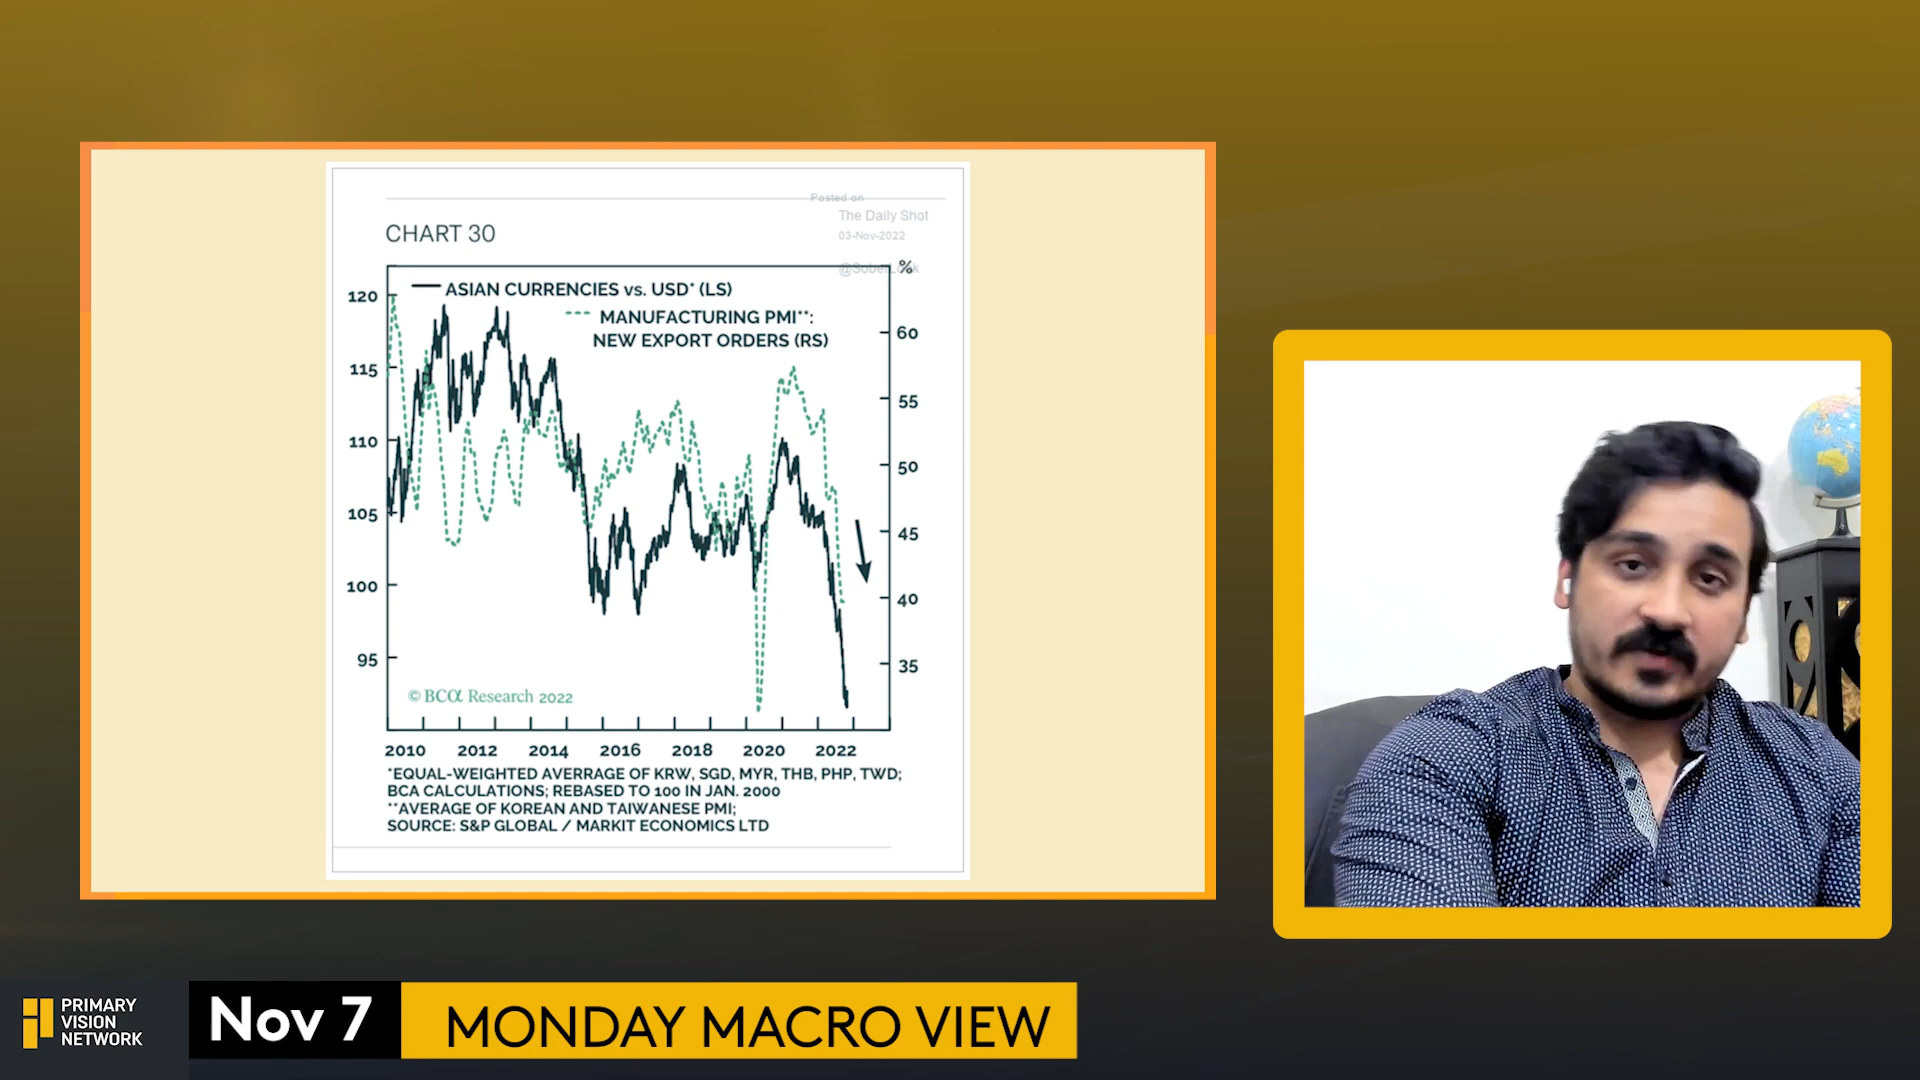 Posted on
The Daily Shot
03-Nov-2022
CHART 30
%
ASIAN CURRENCIES vs. USD* (LS)
MANUFACTURING PMI**:
NEW EXPORT ORDERS (RS)
120
115
110
105
100
95
60
55
50
45
40
35
© BCα Research 2022
2010 2012 2014 2016 2018 2020 2022
*EQUAL-WEIGHTED AVERRAGE OF KRW, SGD, MYR, THB, PHP, TWD;
BCA CALCULATIONS; REBASED TO 100 IN JAN. 2000
**AVERAGE OF KOREAN AND TAIWANESE PMI;
SOURCE: S&P GLOBAL / MARKIT ECONOMICS LTD
PRIMARY
VISION
NETWORK
Nov 7
MONDAY MACRO VIEW